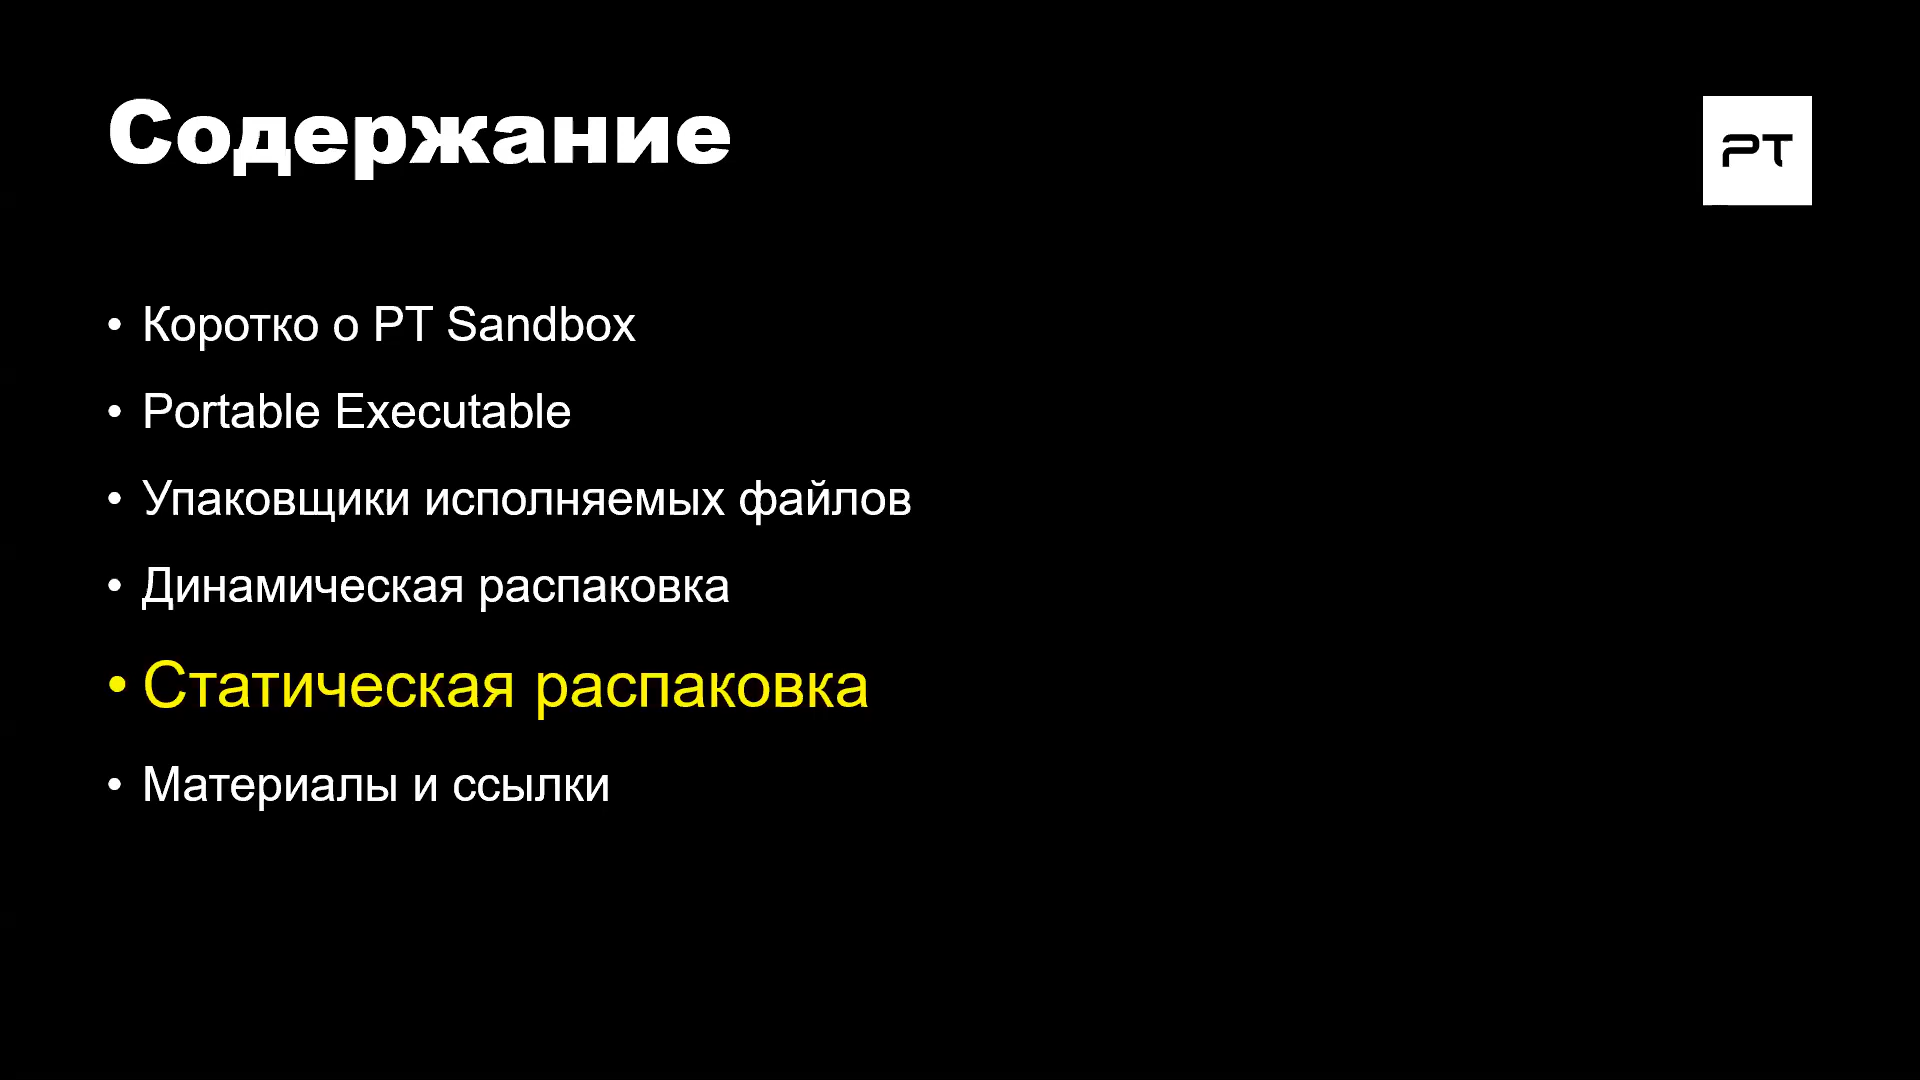 Содержание
PT
• Коротко о PT Sandbox
• Portable Executable
• Упаковщики исполняемых файлов
• Динамическая распаковка
• Статическая распаковка
• Материалы и ссылки